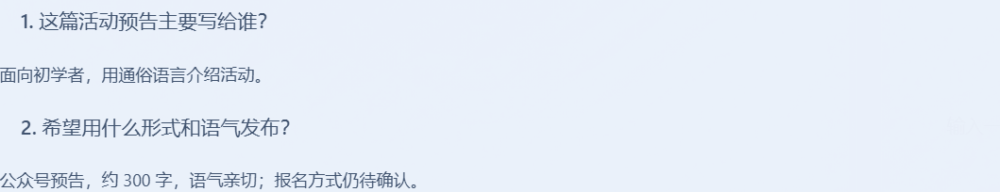 1. 这篇活动预告主要写给谁？
面向初学者，用通俗语言介绍活动。
2. 希望用什么形式和语气发布？
公众号预告，约 300 字，语气亲切；报名方式仍待确认。